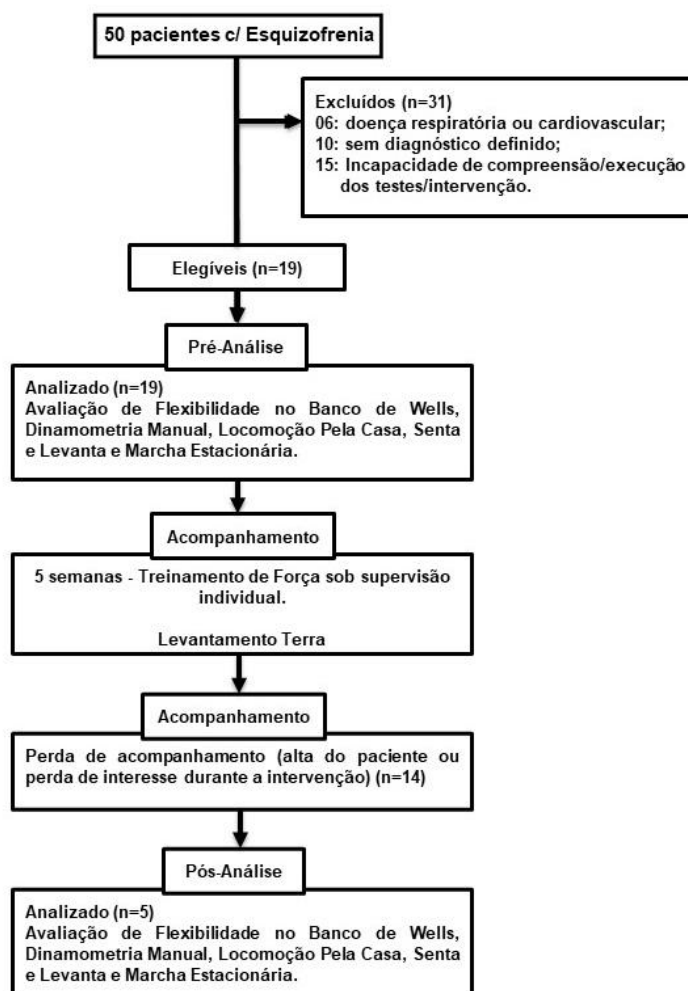 50 pacientes c/ Esquizofrenia
Excluídos (n=31)
06: doença respiratória ou cardiovascular;
10: sem diagnóstico definido;
15: Incapacidade de compreensão/execução
dos testes/intervenção.
Elegíveis (n=19)
Pré-Análise
Analizado (n=19)
Avaliação de Flexibilidade no Banco de Wells,
Dinamometria Manual, Locomoção Pela Casa, Senta
e Levanta e Marcha Estacionária.
Acompanhamento
5 semanas - Treinamento de Força sob supervisão
individual.
Levantamento Terra
Acompanhamento
Perda de acompanhamento (alta do paciente ou
perda de interesse durante a intervenção) (n=14)
Pós-Análise
Analizado (n=5)
Avaliação de Flexibilidade no Banco de Wells,
Dinamometria Manual, Locomoção Pela Casa, Senta
e Levanta e Marcha Estacionária.